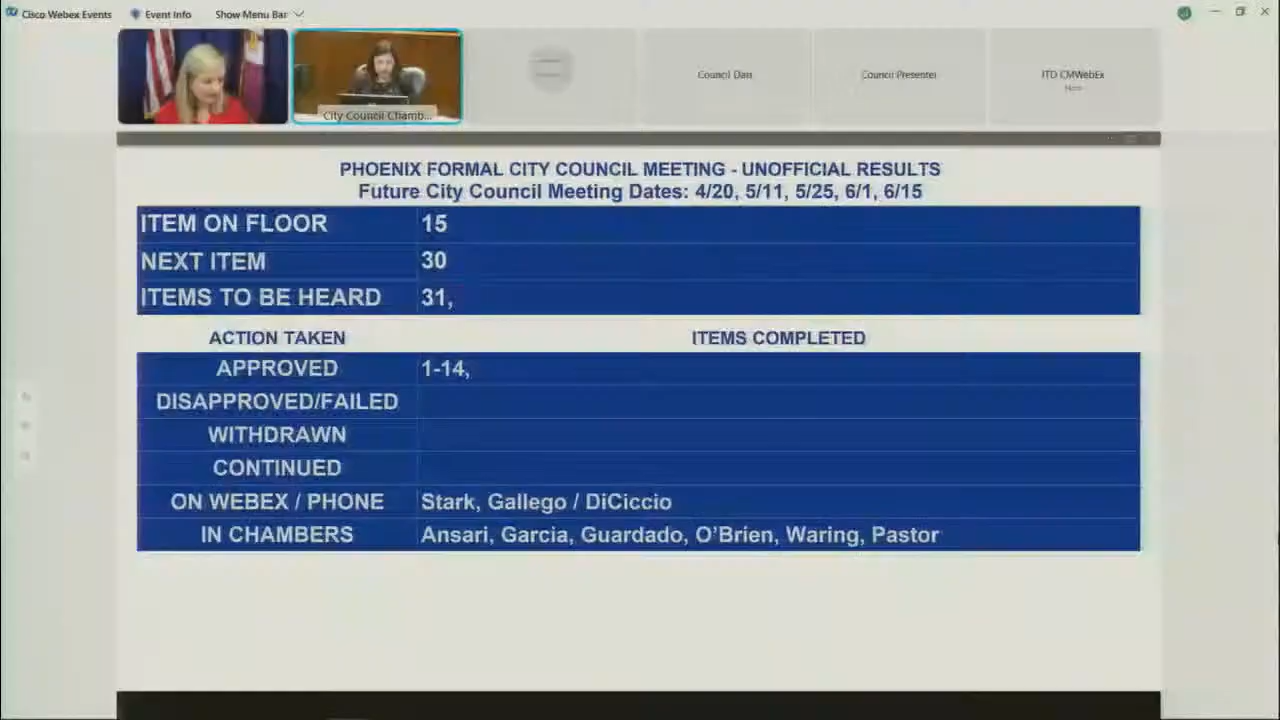 Cisco Webex Events
Event Info
Show Menu Bar
City Council Chamb...
Council Dais
Council Presenter
ITD CMWebEx
PHOENIX FORMAL CITY COUNCIL MEETING - UNOFFICIAL RESULTS
Future City Council Meeting Dates: 4/20, 5/11, 5/25, 6/1, 6/15
ITEM ON FLOOR 15
NEXT ITEM 30
ITEMS TO BE HEARD 31,
ACTION TAKEN ITEMS COMPLETED
APPROVED 1-14,
DISAPPROVED/FAILED
WITHDRAWN
CONTINUED
ON WEBEX / PHONE Stark, Gallego / DiCiccio
IN CHAMBERS Ansari, Garcia, Guardado, O'Brien, Waring, Pastor